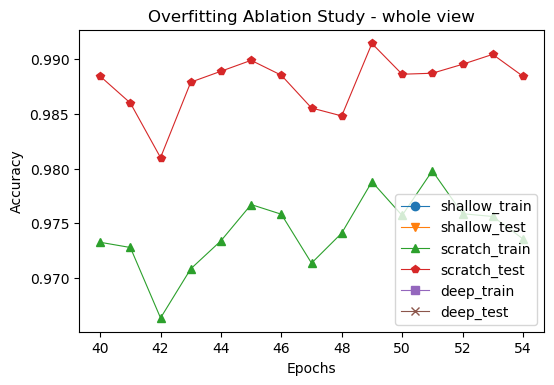 Overfitting Ablation Study - whole view
Accuracy
0.990
0.985
0.980
0.975
0.970
shallow_train
shallow_test
scratch_train
scratch_test
deep_train
deep_test
40 42 44 46 48 50 52 54
Epochs